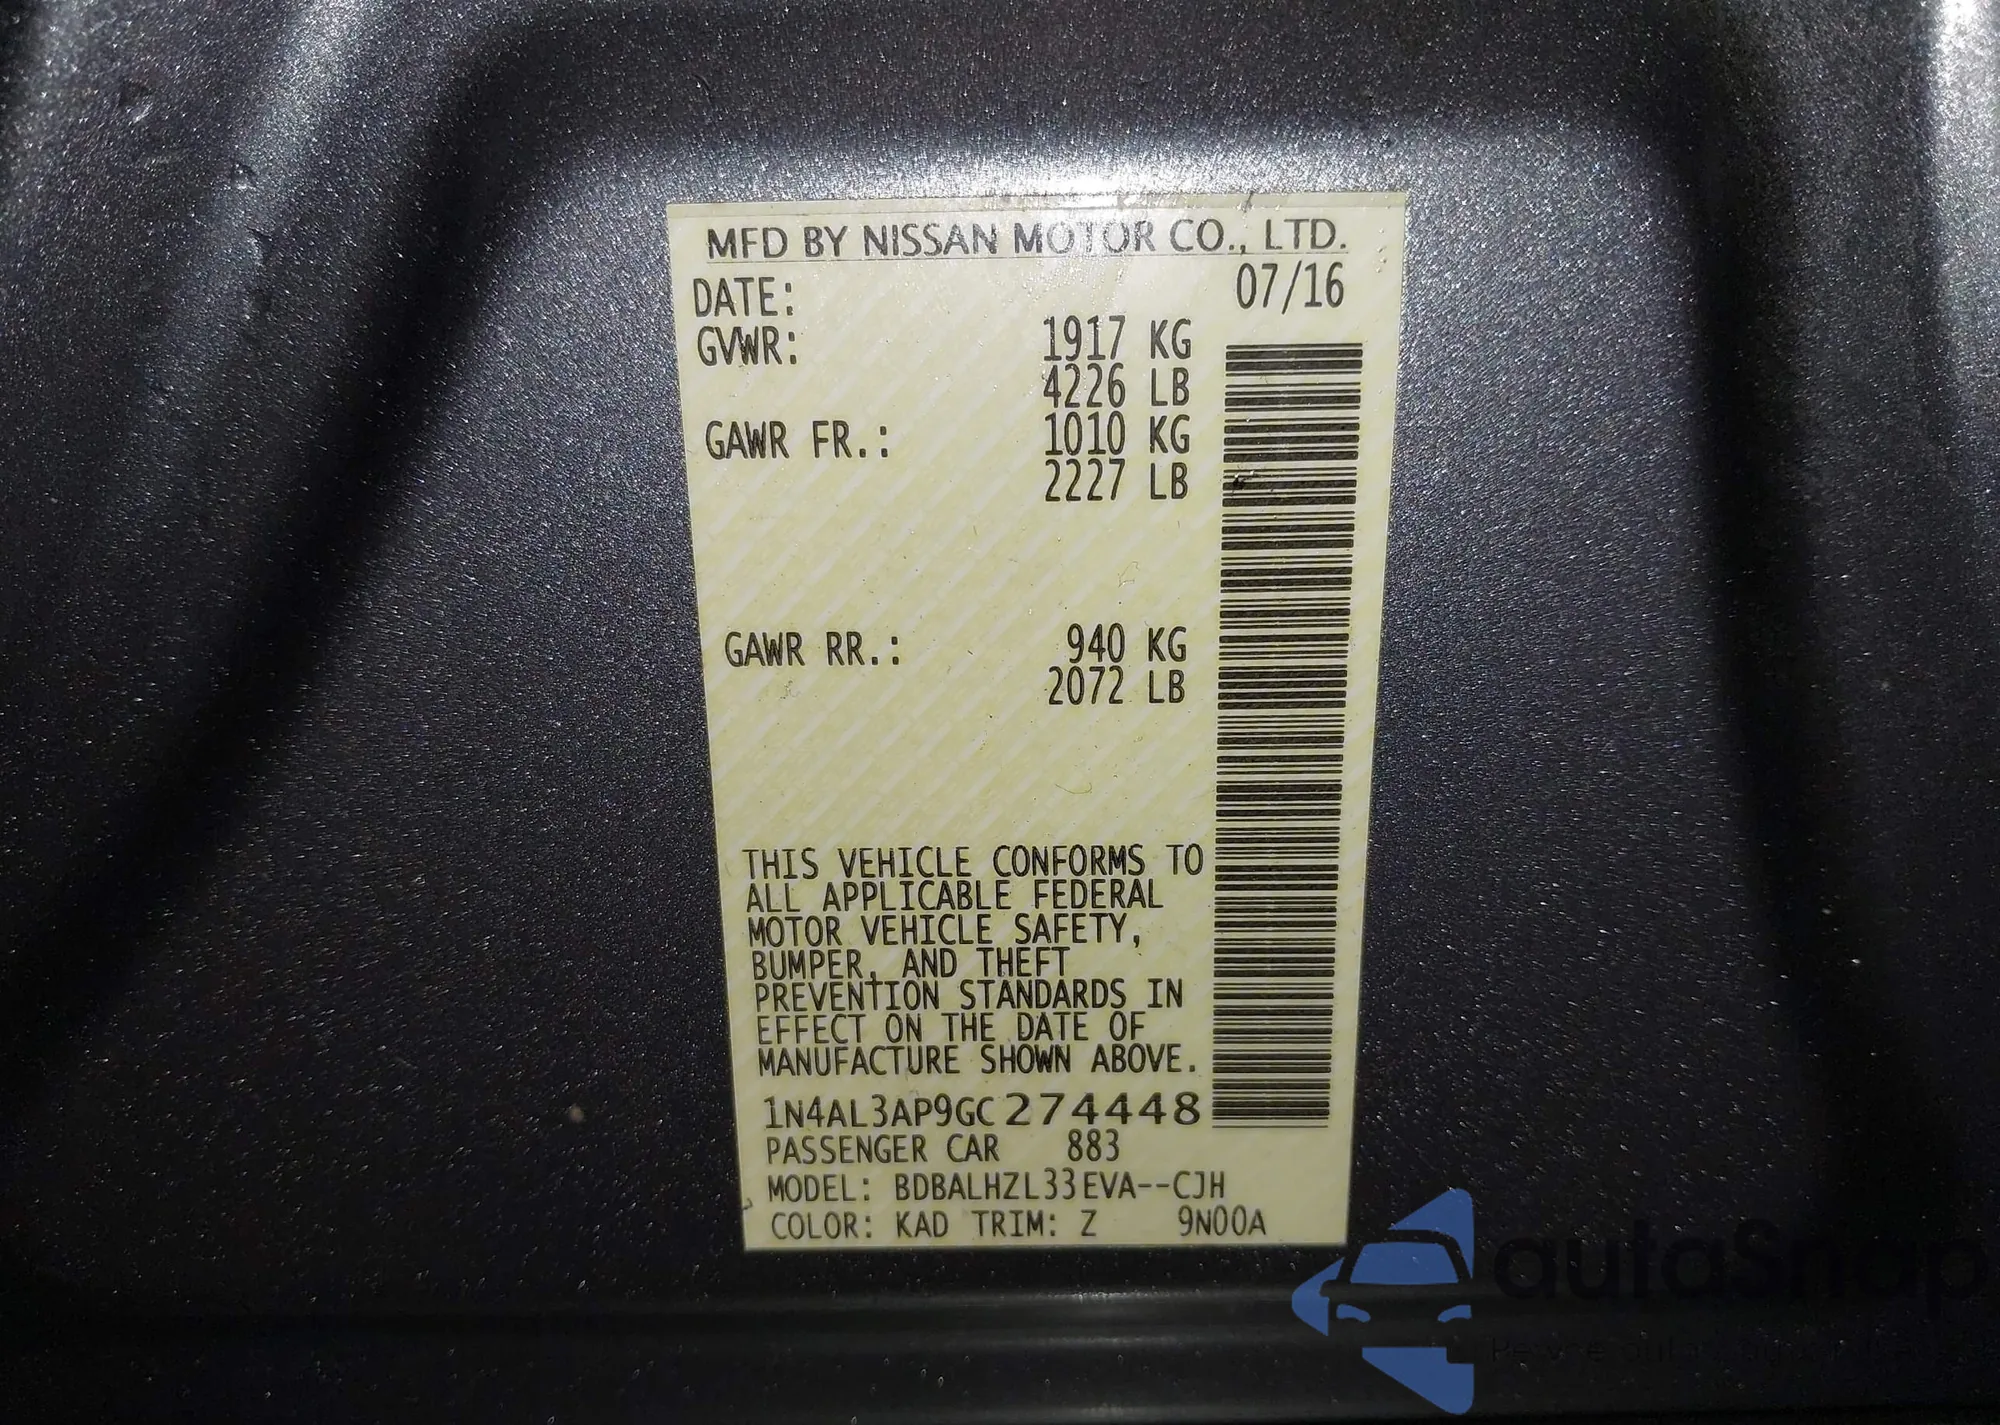 MFD BY NISSAN MOTOR CO., LTD.
DATE: 07/16
GVWR: 1917 KG
4226 LB
GAWR FR.: 1010 KG
2227 LB
GAWR RR.: 940 KG
2072 LB
THIS VEHICLE CONFORMS TO
ALL APPLICABLE FEDERAL
MOTOR VEHICLE SAFETY,
BUMPER, AND THEFT
PREVENTION STANDARDS IN
EFFECT ON THE DATE OF
MANUFACTURE SHOWN ABOVE.
1N4AL3AP9GC274448
PASSENGER CAR 883
MODEL: BDBALHZL33EVA--CJH
COLOR: KAD TRIM: Z 9N00A
autaSnap